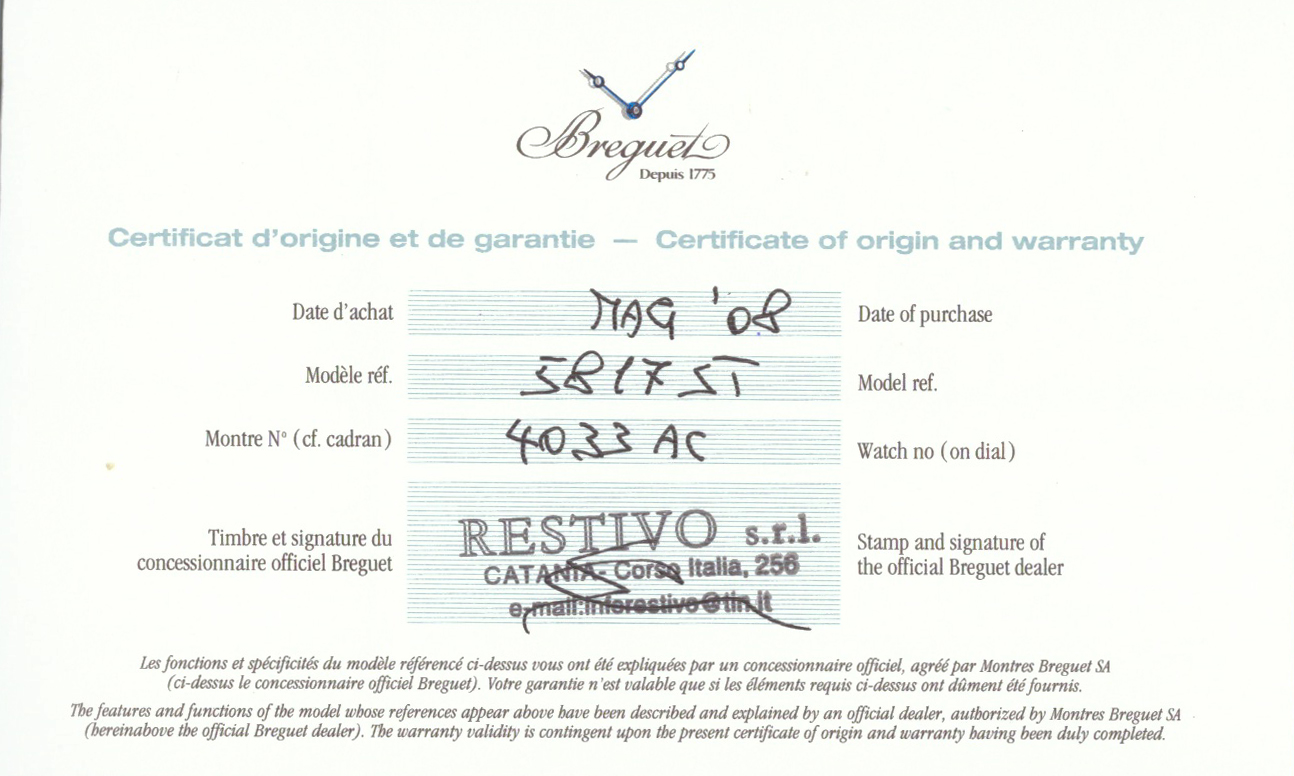 Breguet
Depuis 1775
Certificat d'origine et de garantie — Certificate of origin and warranty
Date d'achat MAG '08 Date of purchase
Modèle réf. 5817 ST Model ref.
Montre N° (cf. cadran) 4033 AC Watch no (on dial)
RESTIVO s.r.l.
Timbre et signature du Stamp and signature of
CATANIA - Corso Italia, 256
concessionnaire officiel Breguet the official Breguet dealer
e-mail:inforestivo@tin.it
Les fonctions et spécificités du modèle référencé ci-dessus vous ont été expliquées par un concessionnaire officiel, agréé par Montres Breguet SA
(ci-dessus le concessionnaire officiel Breguet). Votre garantie n'est valable que si les éléments requis ci-dessus ont dûment été fournis.
The features and functions of the model whose references appear above have been described and explained by an official dealer, authorized by Montres Breguet SA
(hereinabove the official Breguet dealer). The warranty validity is contingent upon the present certificate of origin and warranty having been duly completed.